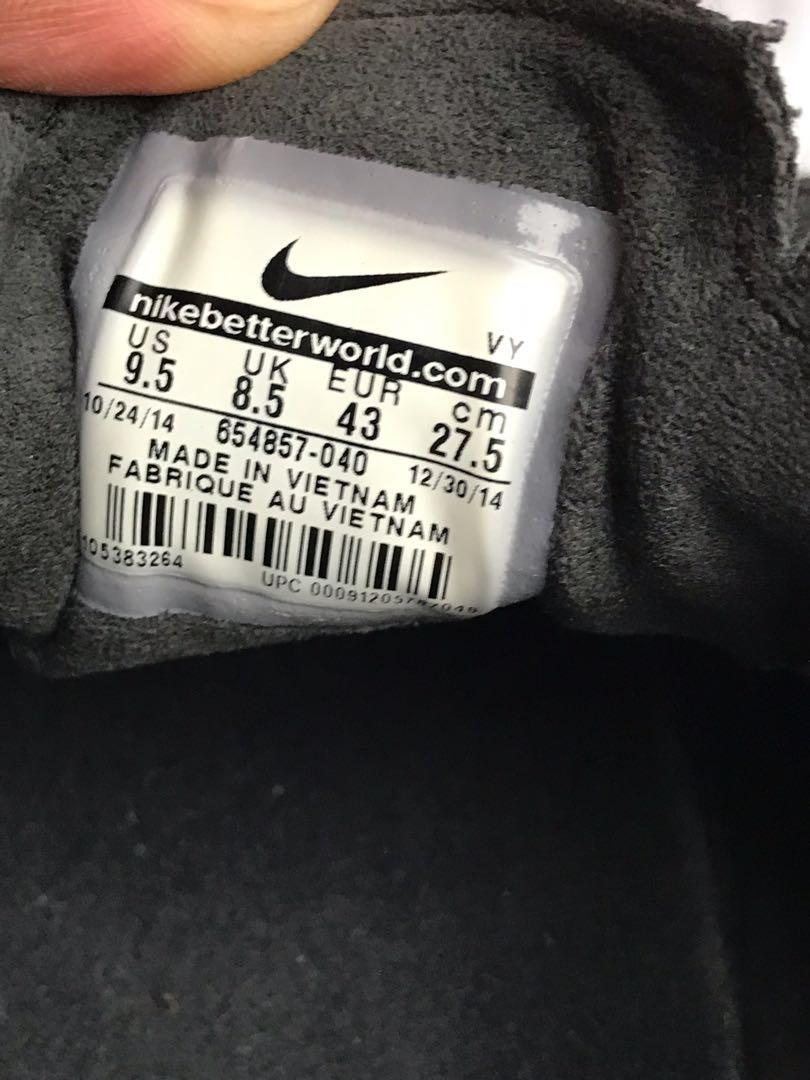 VY
nikebetterworld.com
US UK EUR cm
9.5 8.5 43 27.5
10/24/14 654857-040 12/30/14
MADE IN VIETNAM
FABRIQUE AU VIETNAM
105383264
UPC